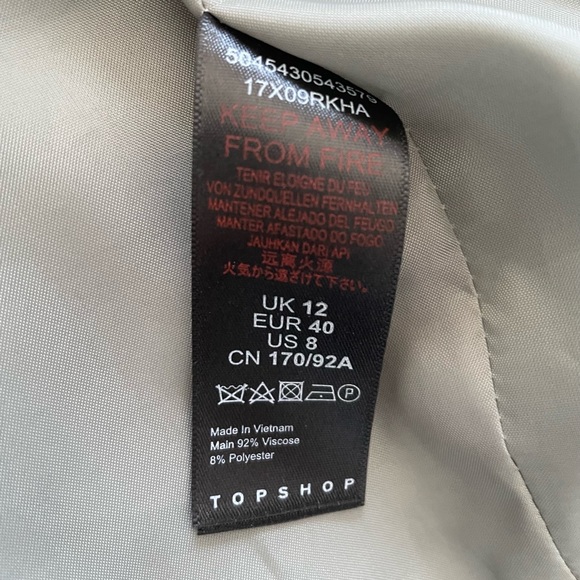 5045430543579
17X09RKHA
KEEP AWAY
FROM FIRE
TENIR ELOIGNE DU FEU
VON ZUNDQUELLEN FERNHALTEN
MANTENER ALEJADO DEL FEUGO
MANTER AFASTADO DO FOGO
JAUHKAN DARI API
远离火源
火気から遠ざけて下さい
UK 12
EUR 40
US 8
CN 170/92A
P
Made In Vietnam
Main 92% Viscose
8% Polyester
TOPSHOP